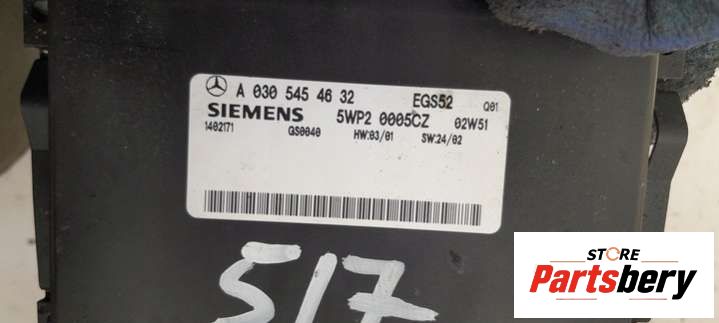 A 030 545 46 32 EGS52 Q01
SIEMENS 5WP2 0005CZ 02W51
1402171 GS0040 HW:03/01 SW:24/02
517
STORE
Partsbery